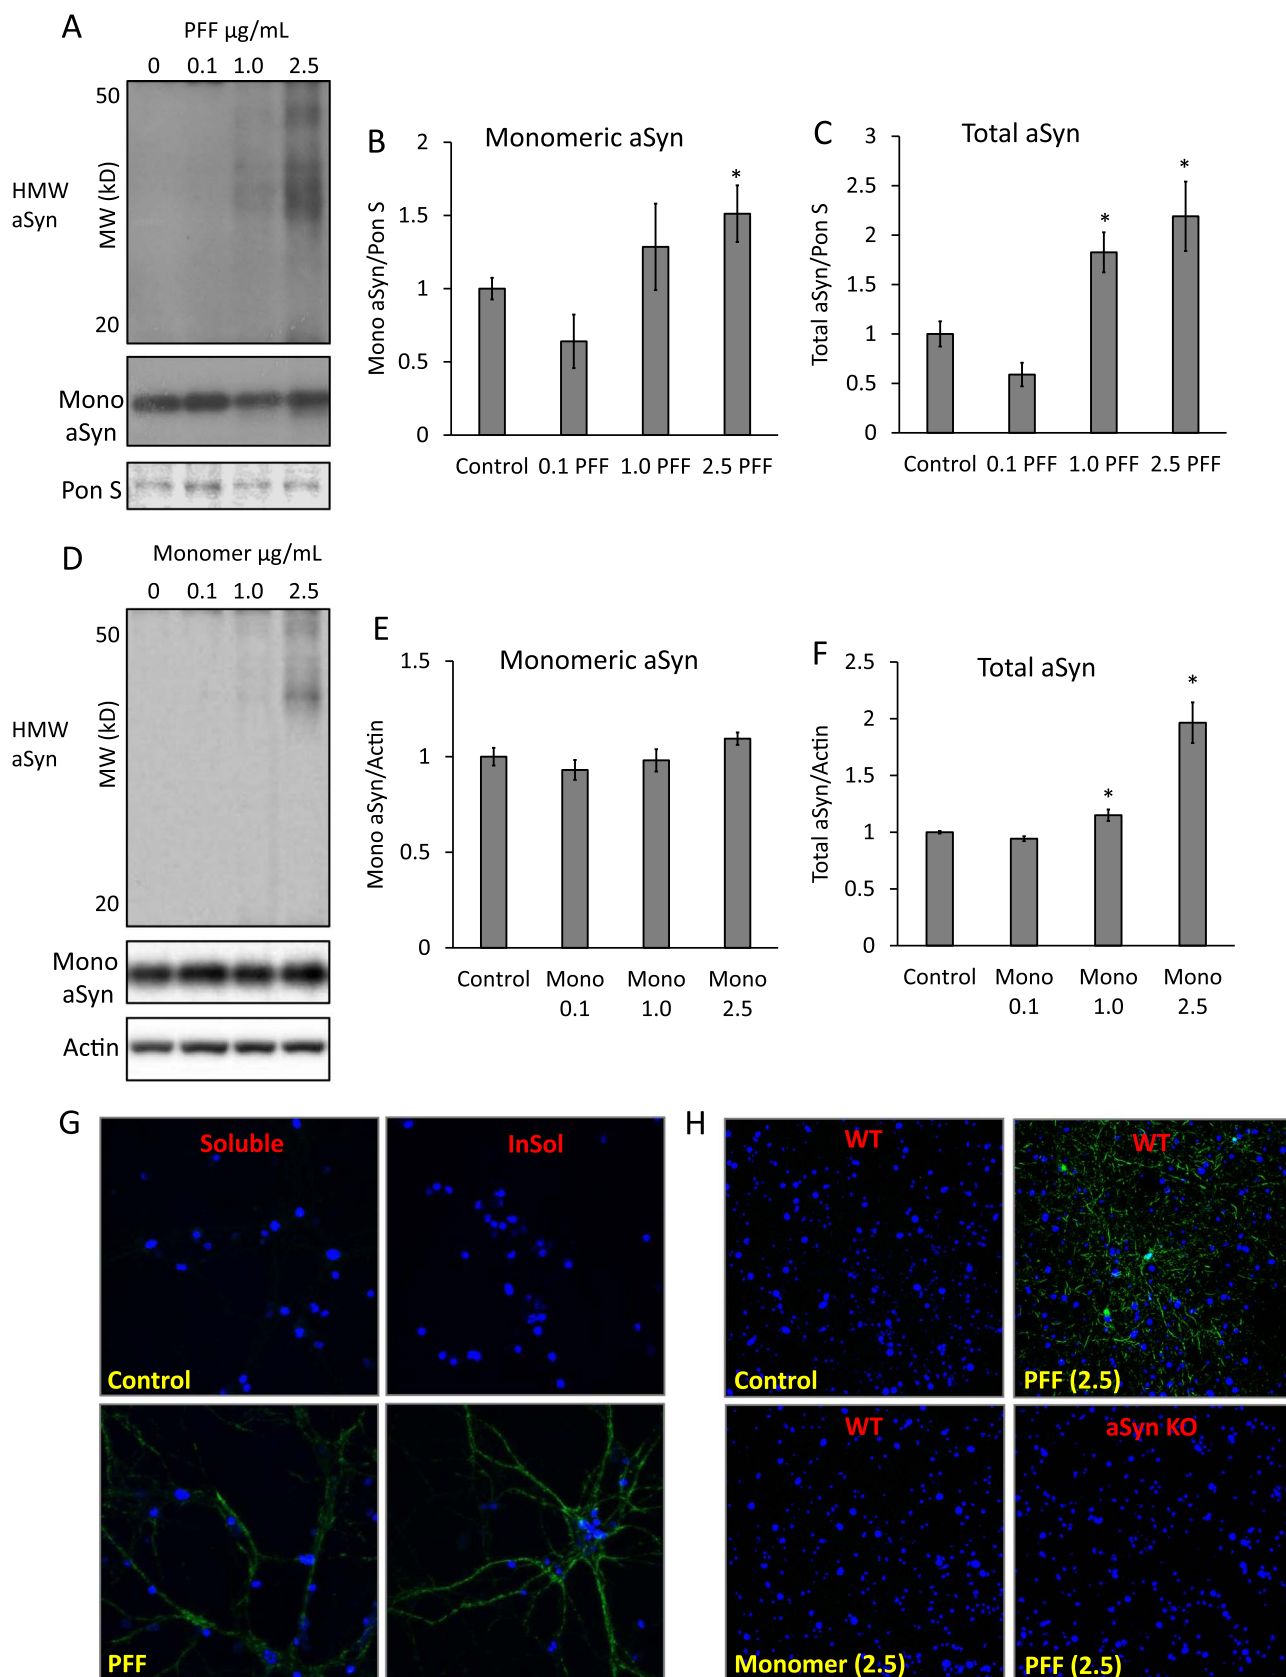 A
PFF µg/mL
0 0.1 1.0 2.5
50
HMW
aSyn
MW (kD)
20
Mono
aSyn
Pon S
B
Monomeric aSyn
Mono aSyn/Pon S
2
1.5
1
0.5
0
*
Control 0.1 PFF 1.0 PFF 2.5 PFF
C
Total aSyn
Total aSyn/Pon S
3
2.5
2
1.5
1
0.5
0
*
*
Control 0.1 PFF 1.0 PFF 2.5 PFF
D
Monomer µg/mL
0 0.1 1.0 2.5
50
HMW
aSyn
MW (kD)
20
Mono
aSyn
Actin
E
Monomeric aSyn
Mono aSyn/Actin
1.5
1
0.5
0
Control Mono Mono Mono
0.1 1.0 2.5
F
Total aSyn
Total aSyn/Actin
2.5
2
1.5
1
0.5
0
*
*
Control Mono Mono Mono
0.1 1.0 2.5
G
Soluble
InSol
Control
PFF
H
WT
WT
Control
PFF (2.5)
WT
aSyn KO
Monomer (2.5)
PFF (2.5)